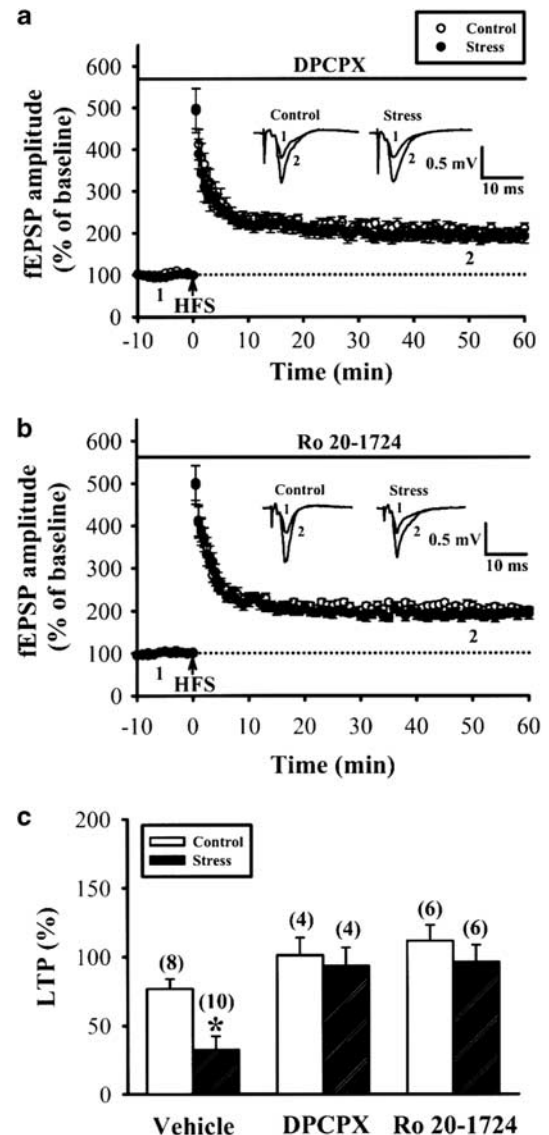 a
Control
Stress
DPCPX
600
500
400
300
200
100
0
fEPSP amplitude
(% of baseline)
Control
Stress
1
2
1
2
0.5 mV
10 ms
1
HFS
2
-10 0 10 20 30 40 50 60
Time (min)
b
Ro 20-1724
600
500
400
300
200
100
0
fEPSP amplitude
(% of baseline)
Control
Stress
1
2
1
2
0.5 mV
10 ms
1
HFS
2
-10 0 10 20 30 40 50 60
Time (min)
c
Control
Stress
200
150
100
50
0
LTP (%)
(8)
(10)
*
(4)
(4)
(6)
(6)
Vehicle DPCPX Ro 20-1724